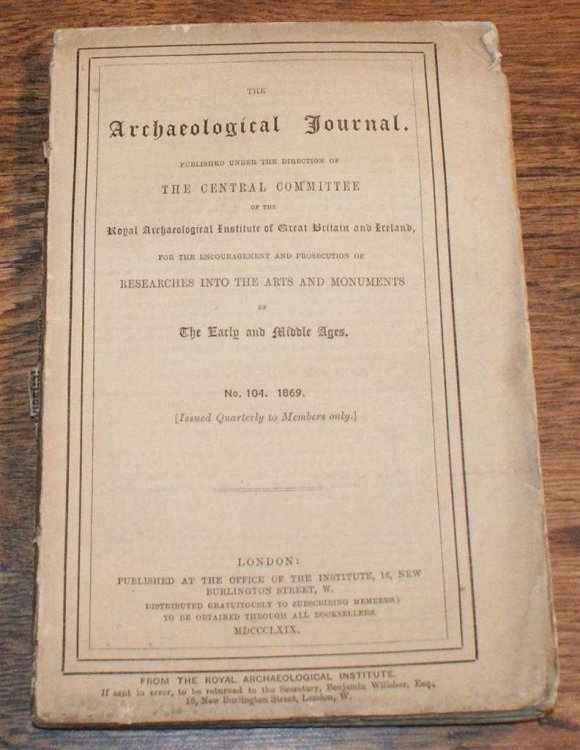 THE
Archaeological Journal.
PUBLISHED UNDER THE DIRECTION OF
THE CENTRAL COMMITTEE
OF THE
Royal Archaeological Institute of Great Britain and Ireland,
FOR THE ENCOURAGEMENT AND PROSECUTION OF
RESEARCHES INTO THE ARTS AND MONUMENTS
OF
The Early and Middle Ages.
No. 104. 1869.
[Issued Quarterly to Members only.]
LONDON:
PUBLISHED AT THE OFFICE OF THE INSTITUTE, 16, NEW
BURLINGTON STREET, W.
DISTRIBUTED GRATUITOUSLY TO SUBSCRIBING MEMBERS.)
TO BE OBTAINED THROUGH ALL BOOKSELLERS.
MDCCCLXIX.
FROM THE ROYAL ARCHAEOLOGICAL INSTITUTE,
If sent in error, to be returned to the Secretary, Benjamin Willsher, Esq.,
16, New Burlington Street, London, W.